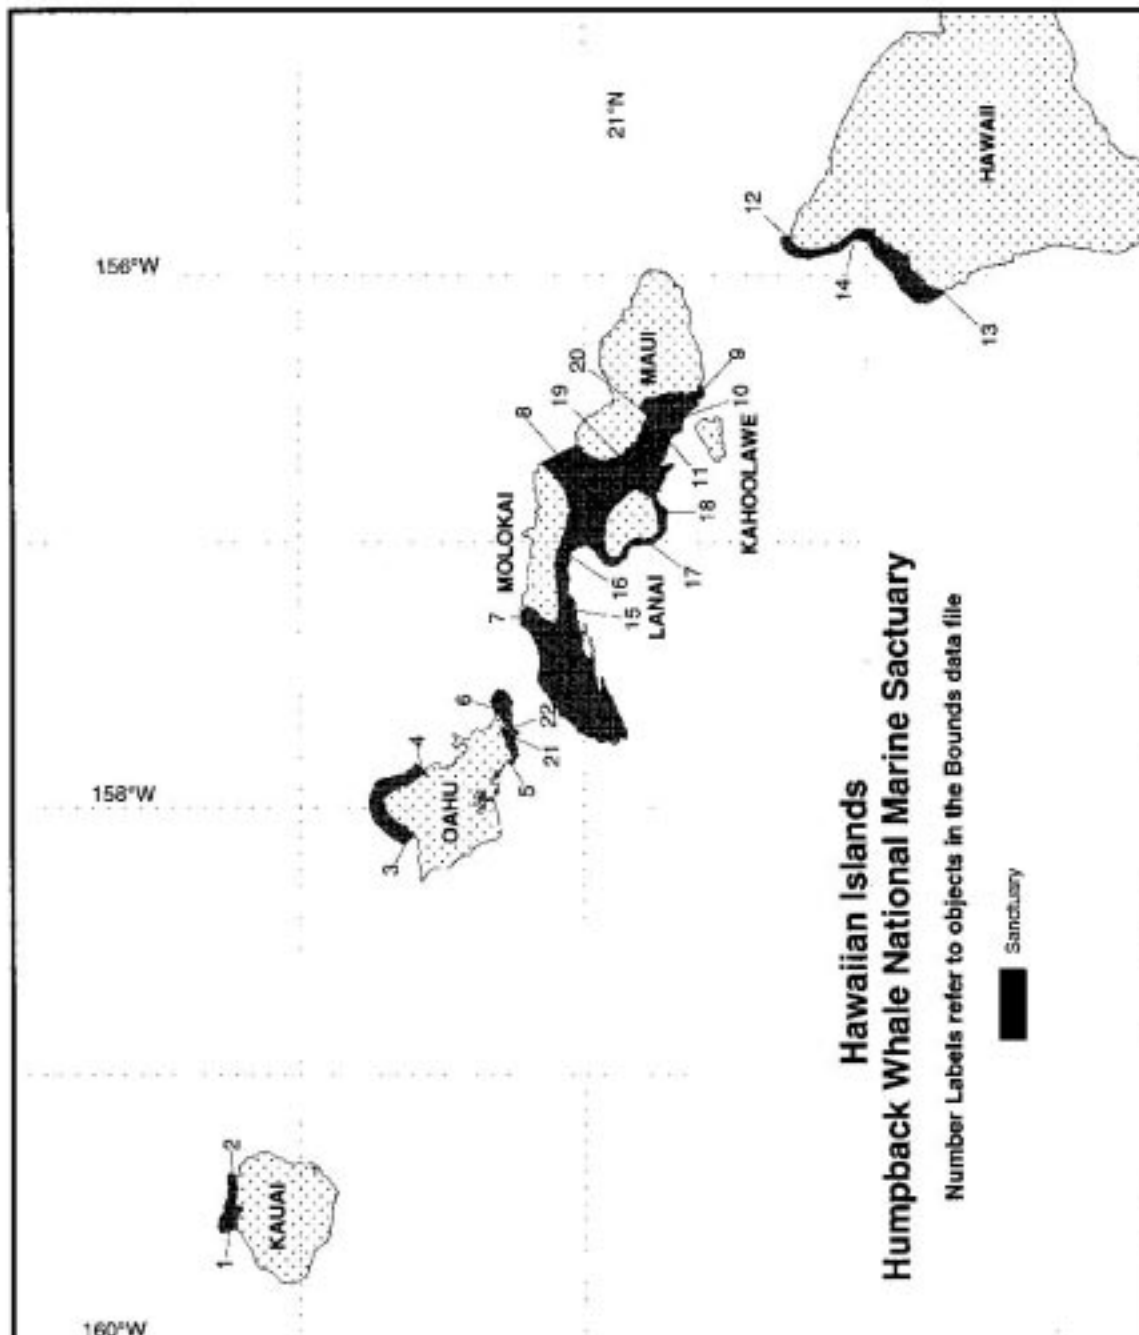 160°W
158°W
156°W
21°N
1
2
KAUAI
3
4
OAHU
5
21
22
6
7
MOLOKAI
8
15
16
LANAI
17
18
19
20
MAUI
9
10
11
KAHOOLAWE
12
14
13
HAWAII
Hawaiian Islands
Humpback Whale National Marine Sactuary
Number Labels refer to objects in the Bounds data file
Sanctuary